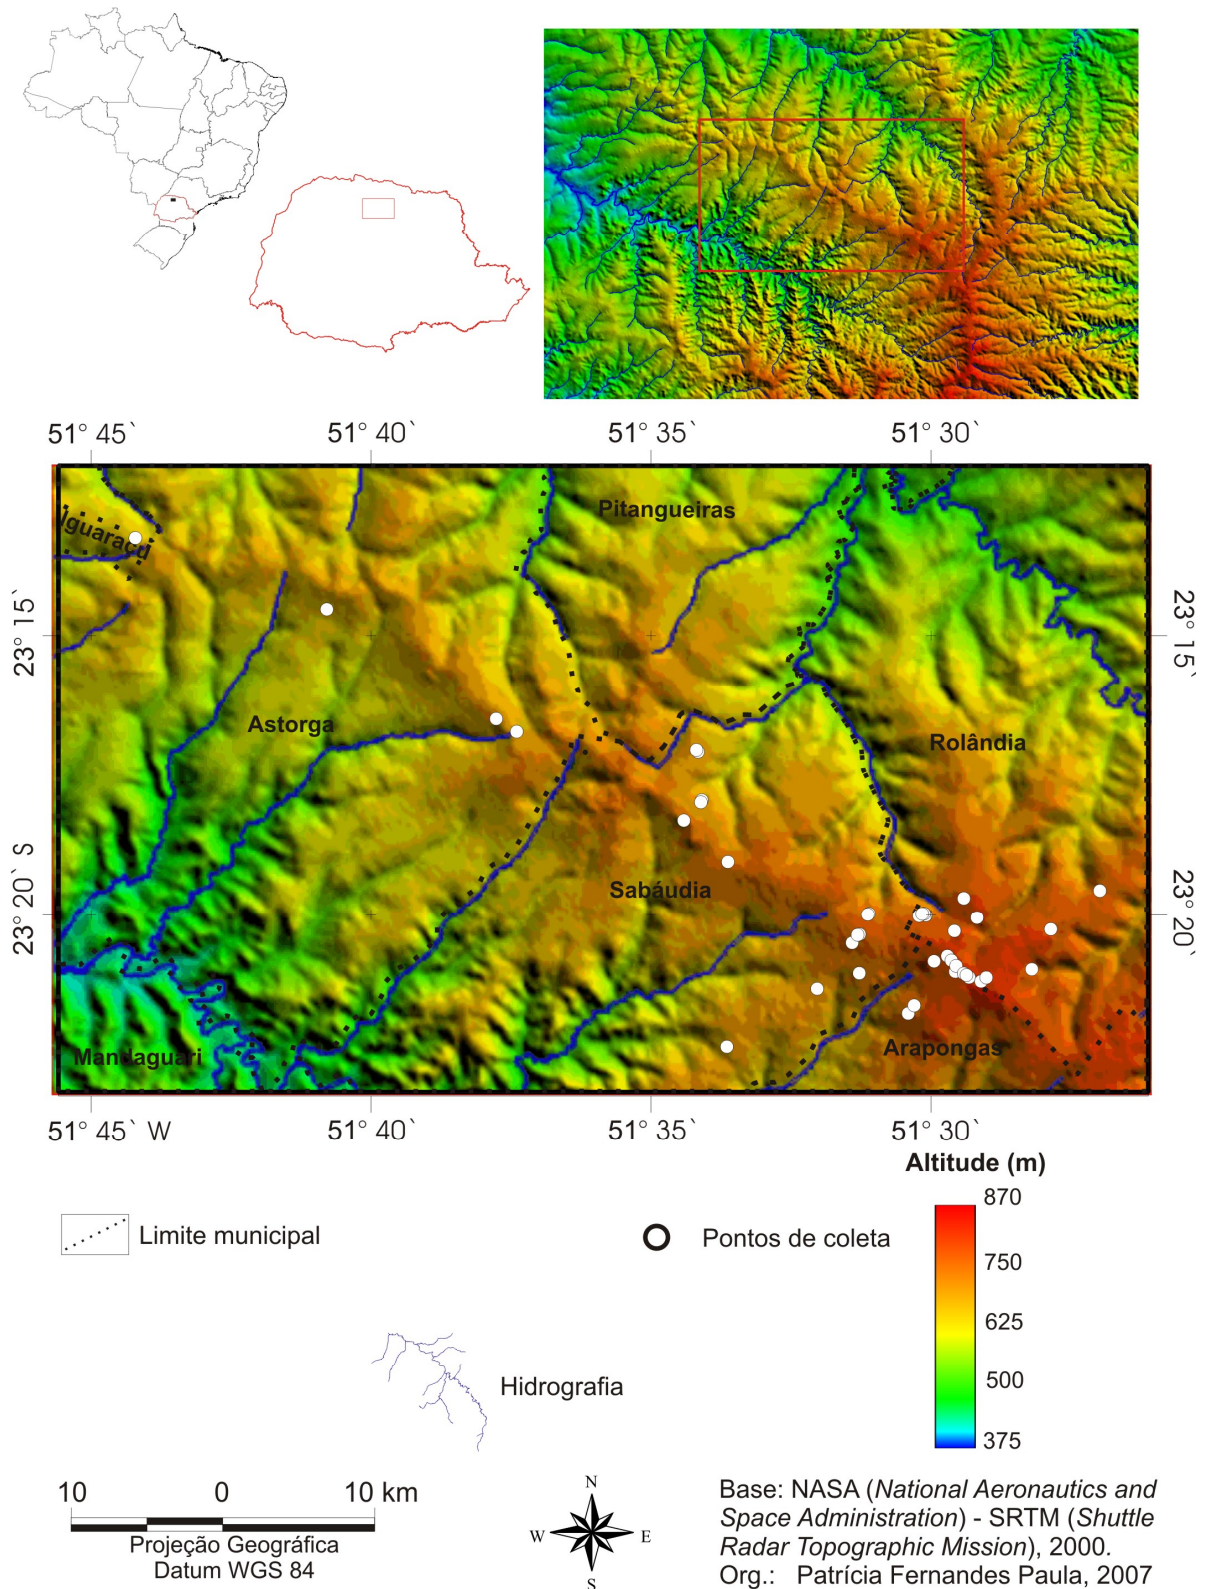 51° 45` 51° 40` 51° 35` 51° 30`
Iguaraçu
Pitangueiras
23° 15`
23° 15`
Astorga
Rolândia
Sabáudia
23° 20` S
23° 20`
Mandaguari
Arapongas
51° 45` W 51° 40` 51° 35` 51° 30`
Altitude (m)
870
750
625
500
375
Limite municipal
Pontos de coleta
Hidrografia
10 0 10 km
Projeção Geográfica
Datum WGS 84
N
W E
S
Base: NASA (National Aeronautics and
Space Administration) - SRTM (Shuttle
Radar Topographic Mission), 2000.
Org.: Patrícia Fernandes Paula, 2007